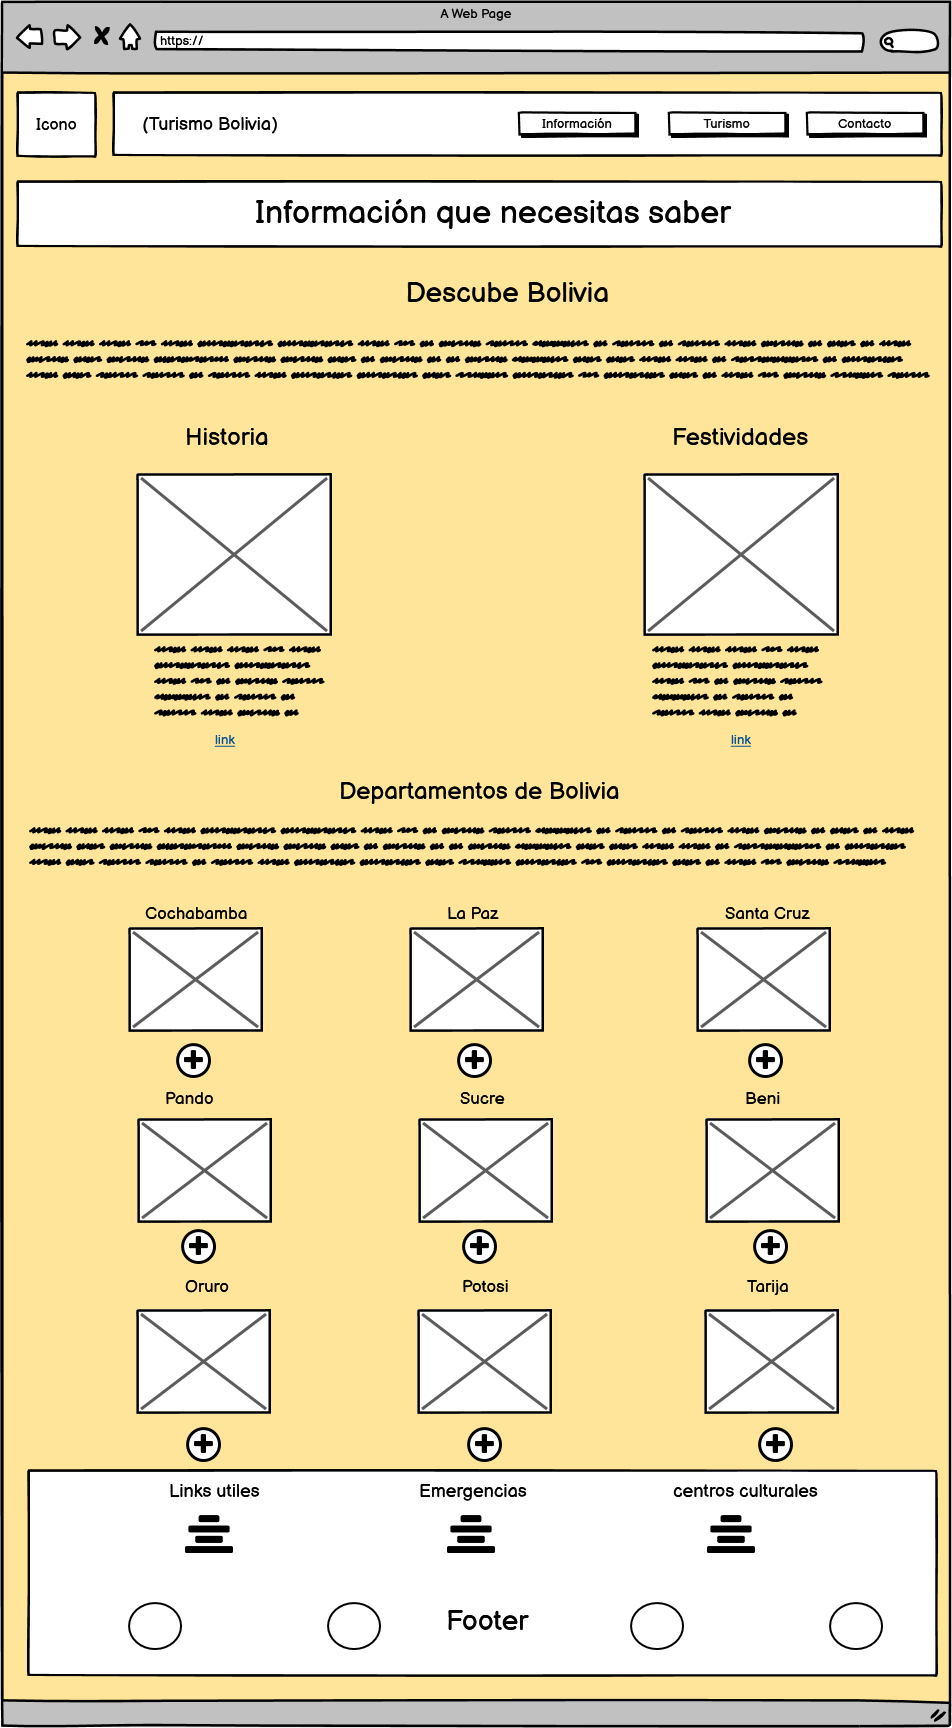 A Web Page
https://
Icono
(Turismo Bolivia)
Información
Turismo
Contacto
Información que necesitas saber
Descube Bolivia
Historia
Festividades
link
link
Departamentos de Bolivia
Cochabamba
La Paz
Santa Cruz
Pando
Sucre
Beni
Oruro
Potosi
Tarija
Links utiles
Emergencias
centros culturales
Footer